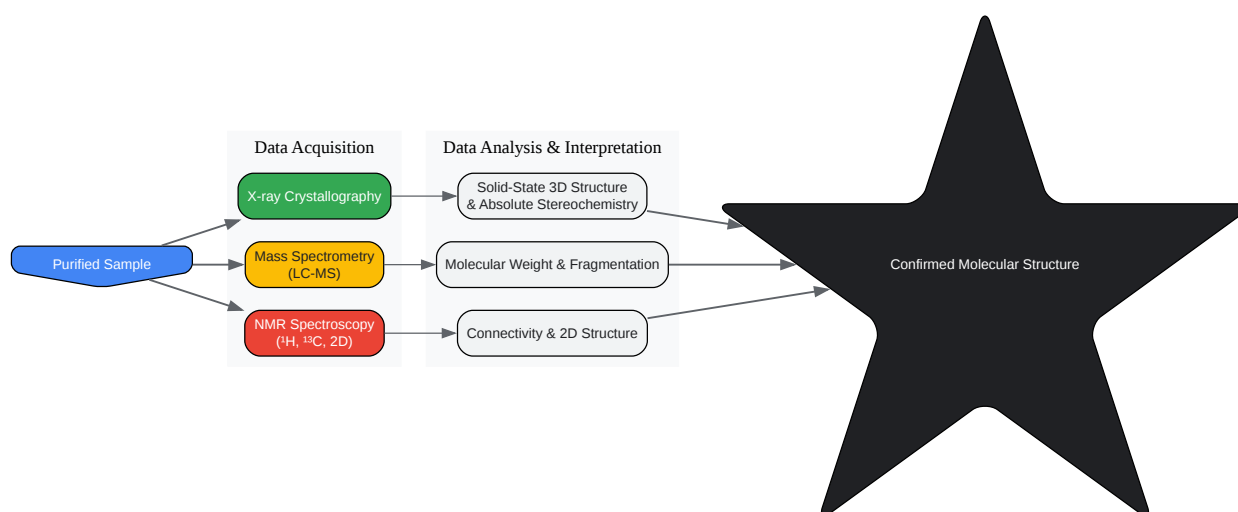 Data Acquisition
Data Analysis & Interpretation
X-ray Crystallography
Solid-State 3D Structure
& Absolute Stereochemistry
Purified Sample
Mass Spectrometry
(LC-MS)
Molecular Weight & Fragmentation
Confirmed Molecular Structure
NMR Spectroscopy
(¹H, ¹³C, 2D)
Connectivity & 2D Structure